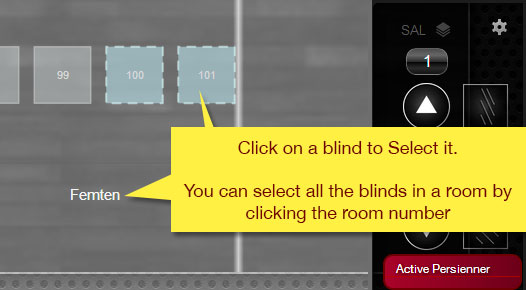 SAL
1
99
100
101
Click on a blind to Select it.
You can select all the blinds in a room by
clicking the room number
Femten
Active Persienner